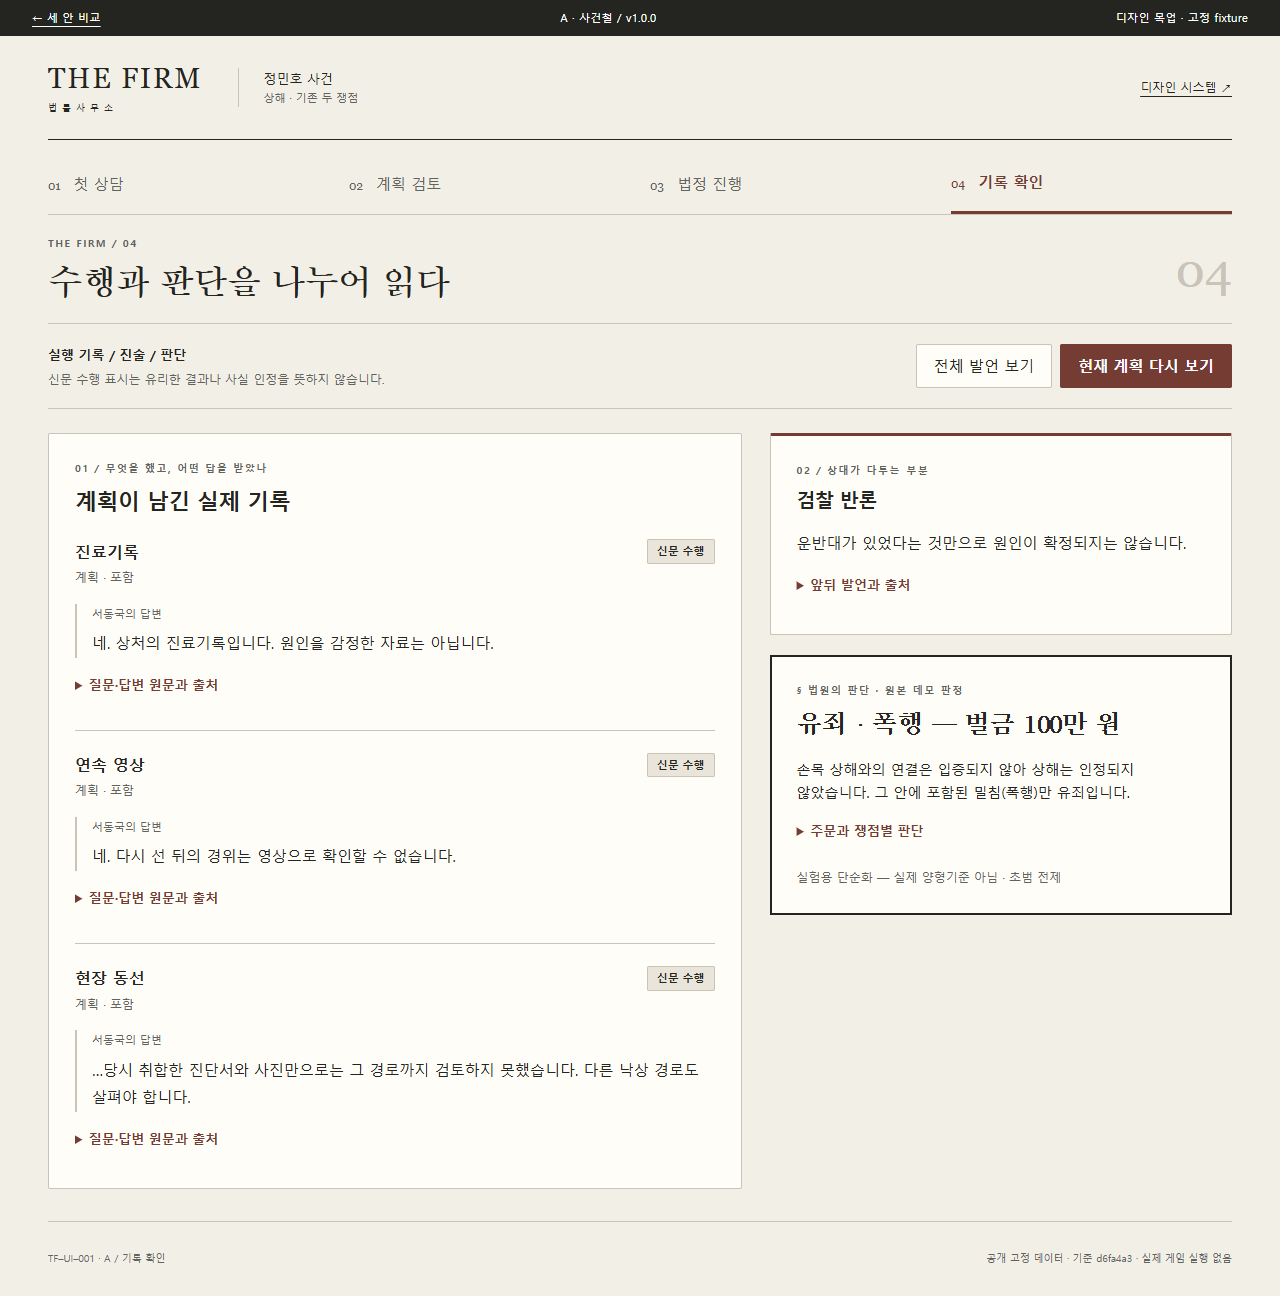 ← 세 안 비교
A · 사건철 / v1.0.0
디자인 목업 · 고정 fixture
THE FIRM
법률사무소
정민호 사건
상해 · 기존 두 쟁점
디자인 시스템 ↗
01 첫 상담
02 계획 검토
03 법정 진행
04 기록 확인
THE FIRM / 04
수행과 판단을 나누어 읽다
04
실행 기록 / 진술 / 판단
신문 수행 표시는 유리한 결과나 사실 인정을 뜻하지 않습니다.
전체 발언 보기
현재 계획 다시 보기
01 / 무엇을 했고, 어떤 답을 받았나
계획이 남긴 실제 기록
진료기록
신문 수행
계획 · 포함
서동국의 답변
네. 상처의 진료기록입니다. 원인을 감정한 자료는 아닙니다.
▶ 질문·답변 원문과 출처
연속 영상
신문 수행
계획 · 포함
서동국의 답변
네. 다시 선 뒤의 경위는 영상으로 확인할 수 없습니다.
▶ 질문·답변 원문과 출처
현장 동선
신문 수행
계획 · 포함
서동국의 답변
…당시 취합한 진단서와 사진만으로는 그 경로까지 검토하지 못했습니다. 다른 낙상 경로도
살펴야 합니다.
▶ 질문·답변 원문과 출처
02 / 상대가 다투는 부분
검찰 반론
운반대가 있었다는 것만으로 원인이 확정되지는 않습니다.
▶ 앞뒤 발언과 출처
§ 법원의 판단 · 원본 데모 판정
유죄 · 폭행 — 벌금 100만 원
손목 상해와의 연결은 입증되지 않아 상해는 인정되지
않았습니다. 그 안에 포함된 밀침(폭행)만 유죄입니다.
▶ 주문과 쟁점별 판단
실험용 단순화 — 실제 양형기준 아님 · 초범 전제
TF-UI-001 · A / 기록 확인
공개 고정 데이터 · 기준 d6fa4a3 · 실제 게임 실행 없음